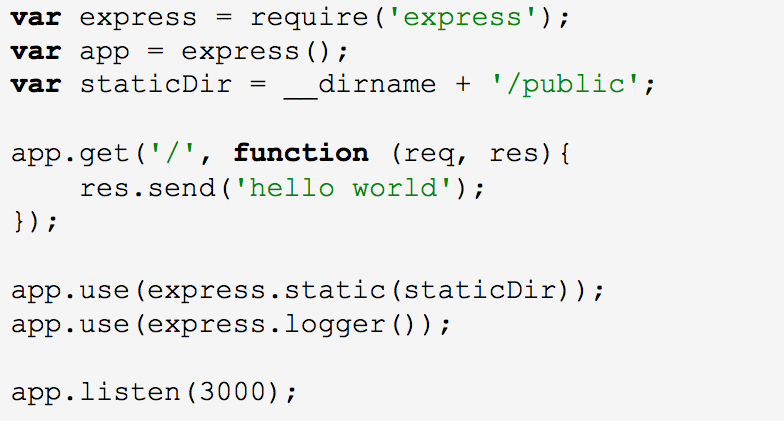 var express = require('express');
var app = express();
var staticDir = __dirname + '/public';
app.get('/', function (req, res){
    res.send('hello world');
});
app.use(express.static(staticDir));
app.use(express.logger());
app.listen(3000);